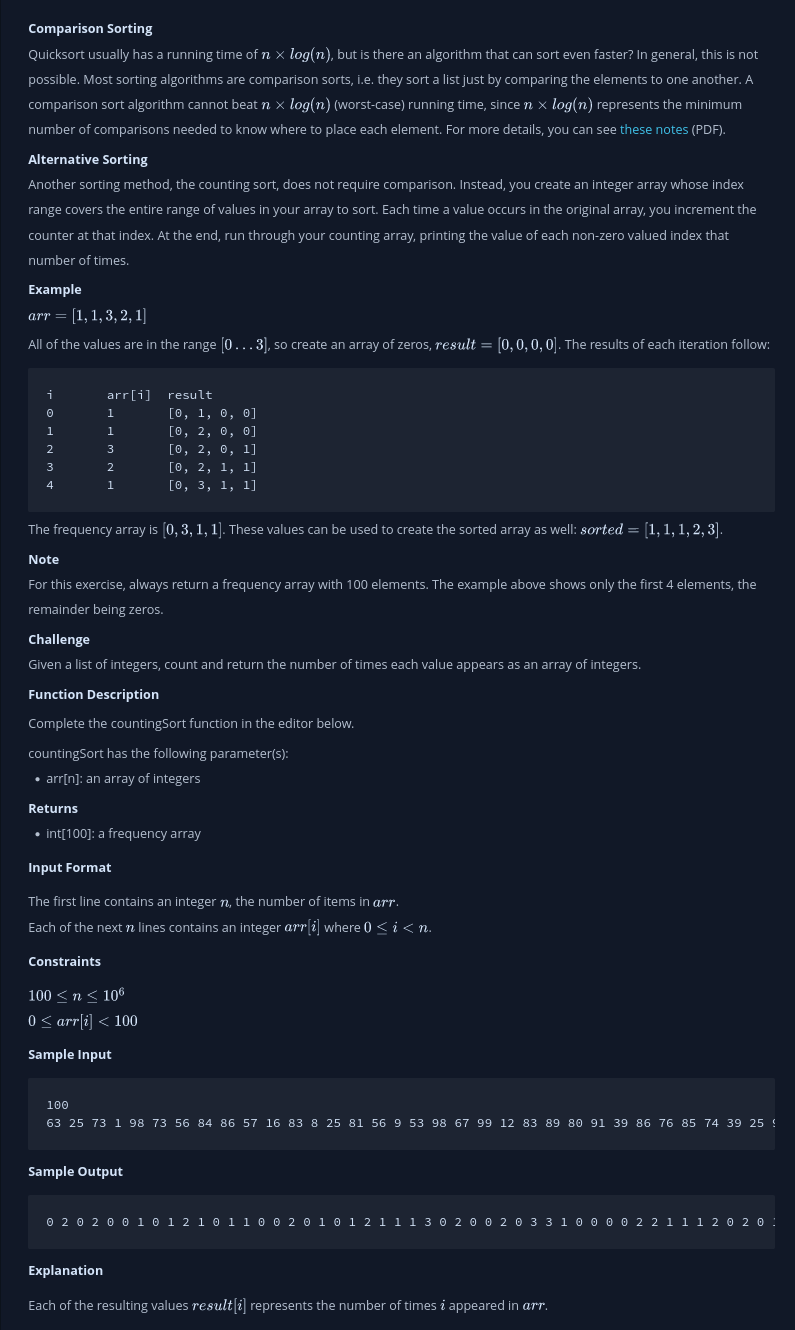 Comparison Sorting
Quicksort usually has a running time of n × log(n), but is there an algorithm that can sort even faster? In general, this is not
possible. Most sorting algorithms are comparison sorts, i.e. they sort a list just by comparing the elements to one another. A
comparison sort algorithm cannot beat n × log(n) (worst-case) running time, since n × log(n) represents the minimum
number of comparisons needed to know where to place each element. For more details, you can see these notes (PDF).
Alternative Sorting
Another sorting method, the counting sort, does not require comparison. Instead, you create an integer array whose index
range covers the entire range of values in your array to sort. Each time a value occurs in the original array, you increment the
counter at that index. At the end, run through your counting array, printing the value of each non-zero valued index that
number of times.
Example
arr = [1, 1, 3, 2, 1]
All of the values are in the range [0 . . . 3], so create an array of zeros, result = [0, 0, 0, 0]. The results of each iteration follow:
i arr[i] result
0 1 [0, 1, 0, 0]
1 1 [0, 2, 0, 0]
2 3 [0, 2, 0, 1]
3 2 [0, 2, 1, 1]
4 1 [0, 3, 1, 1]
The frequency array is [0, 3, 1, 1]. These values can be used to create the sorted array as well: sorted = [1, 1, 1, 2, 3].
Note
For this exercise, always return a frequency array with 100 elements. The example above shows only the first 4 elements, the
remainder being zeros.
Challenge
Given a list of integers, count and return the number of times each value appears as an array of integers.
Function Description
Complete the countingSort function in the editor below.
countingSort has the following parameter(s):
• arr[n]: an array of integers
Returns
• int[100]: a frequency array
Input Format
The first line contains an integer n, the number of items in arr.
Each of the next n lines contains an integer arr[i] where 0 ≤ i < n.
Constraints
100 ≤ n ≤ 10⁶
0 ≤ arr[i] < 100
Sample Input
100
63 25 73 1 98 73 56 84 86 57 16 83 8 25 81 56 9 53 98 67 99 12 83 89 80 91 39 86 76 85 74 39 25
Sample Output
0 2 0 2 0 0 1 0 1 2 1 0 1 1 0 0 2 0 1 0 1 2 1 1 1 3 0 2 0 0 2 0 3 3 1 0 0 0 0 2 2 1 1 1 2 0 2 0
Explanation
Each of the resulting values result[i] represents the number of times i appeared in arr.